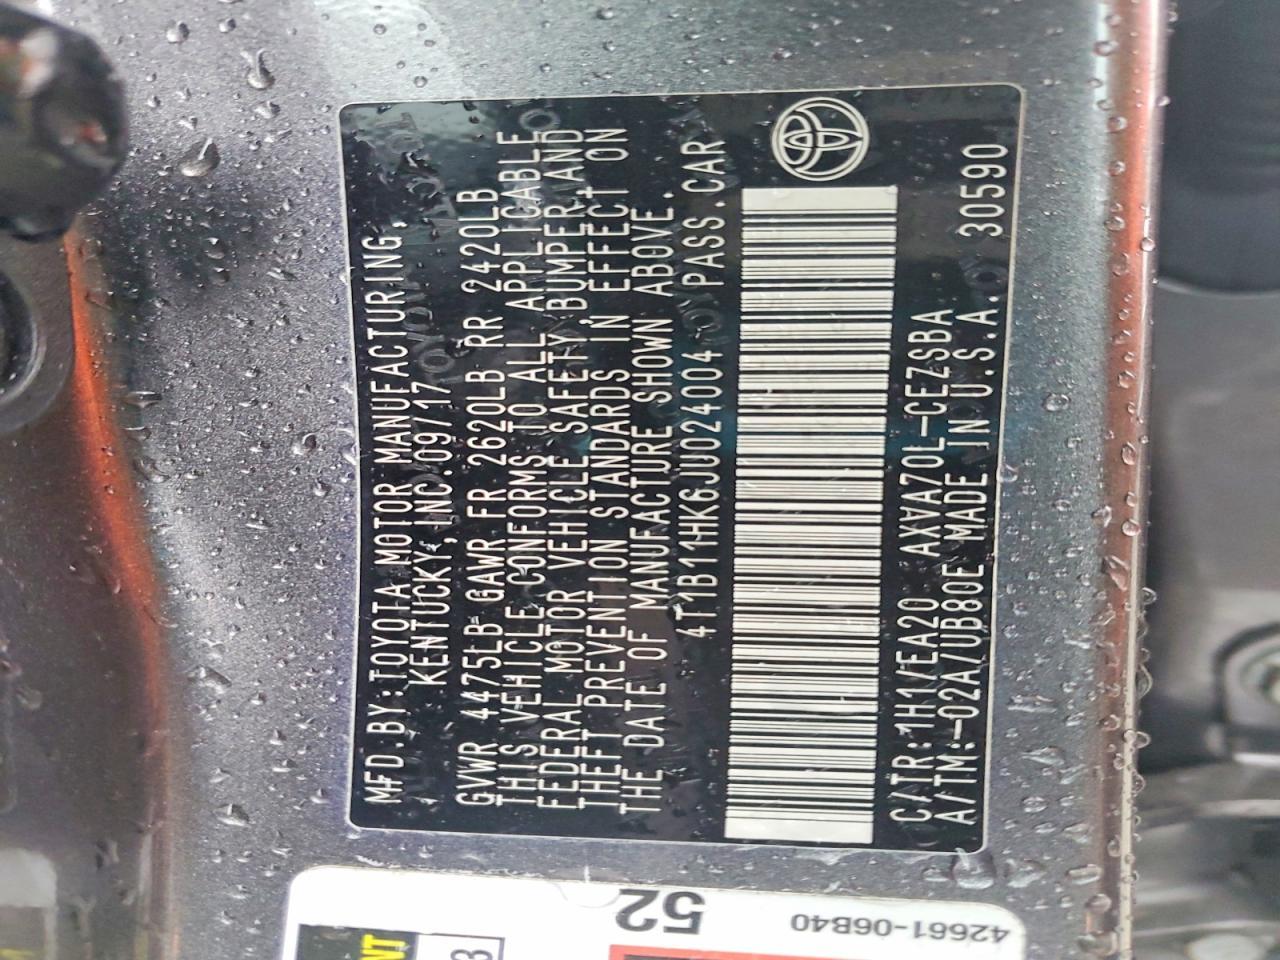 MFD.BY:TOYOTA MOTOR MANUFACTURING,
KENTUCKY,INC.09/17
GVWR 4475LB GAWR FR 2620LB RR 2420LB
THIS VEHICLE CONFORMS TO ALL APPLICABLE
FEDERAL MOTOR VEHICLE SAFETY,BUMPER,AND
THEFT PREVENTION STANDARDS IN EFFECT ON
THE DATE OF MANUFACTURE SHOWN ABOVE.
4T1B11HK6JU024004 PASS.CAR
C/TR:1H1/EA20 AXVA70L-CEZSBA
A/TM:-02A/UB80E MADE IN U.S.A. 30590
52
42661-06B40
NT
3